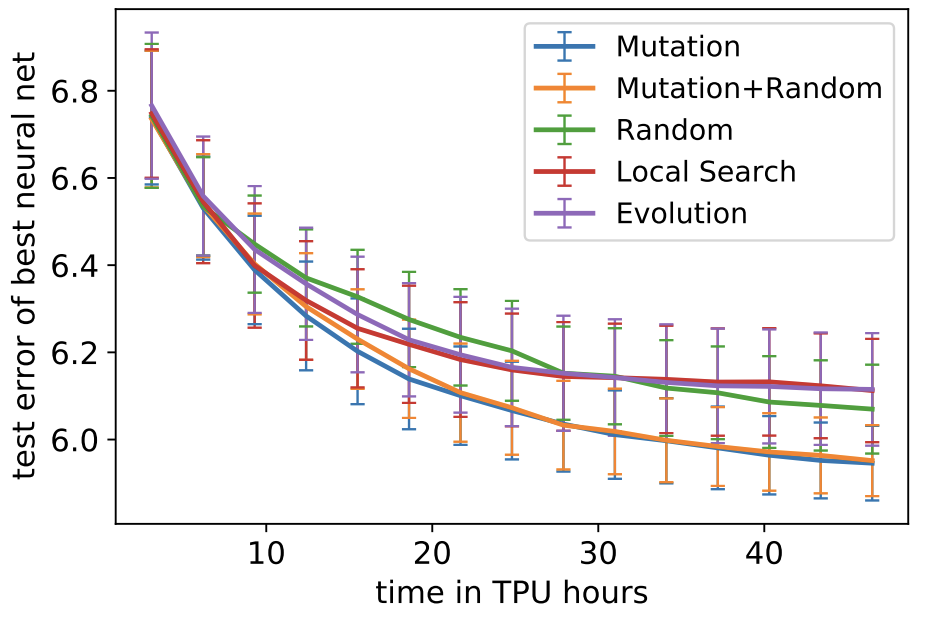 test error of best neural net
6.8
6.6
6.4
6.2
6.0
Mutation
Mutation+Random
Random
Local Search
Evolution
10 20 30 40
time in TPU hours